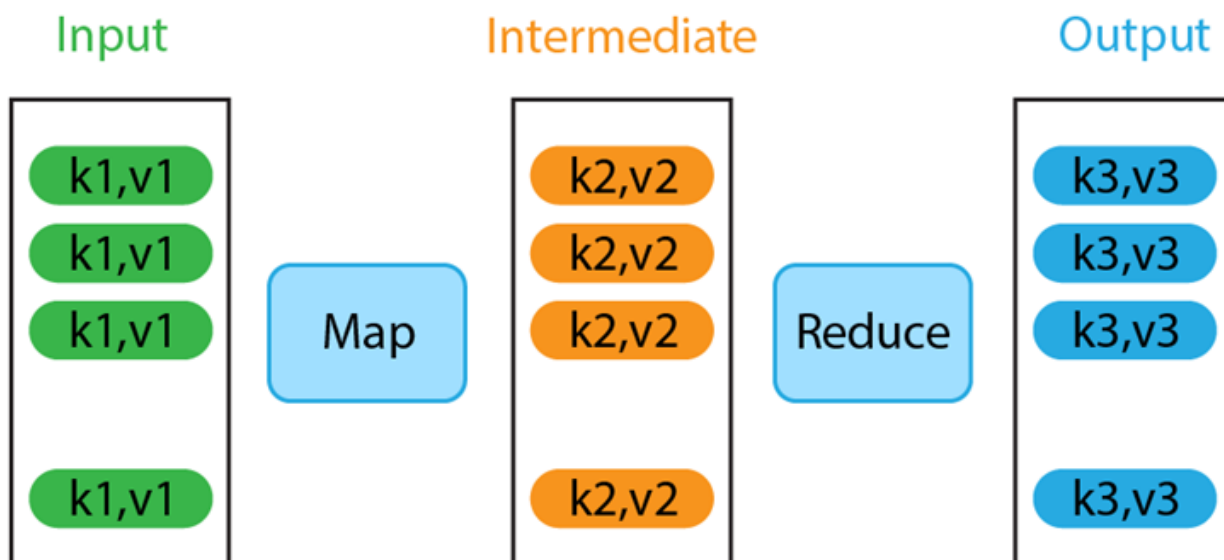 Input
Intermediate
Output
k1,v1
k2,v2
k3,v3
k1,v1
k2,v2
k3,v3
k1,v1
Map
k2,v2
Reduce
k3,v3
k1,v1
k2,v2
k3,v3